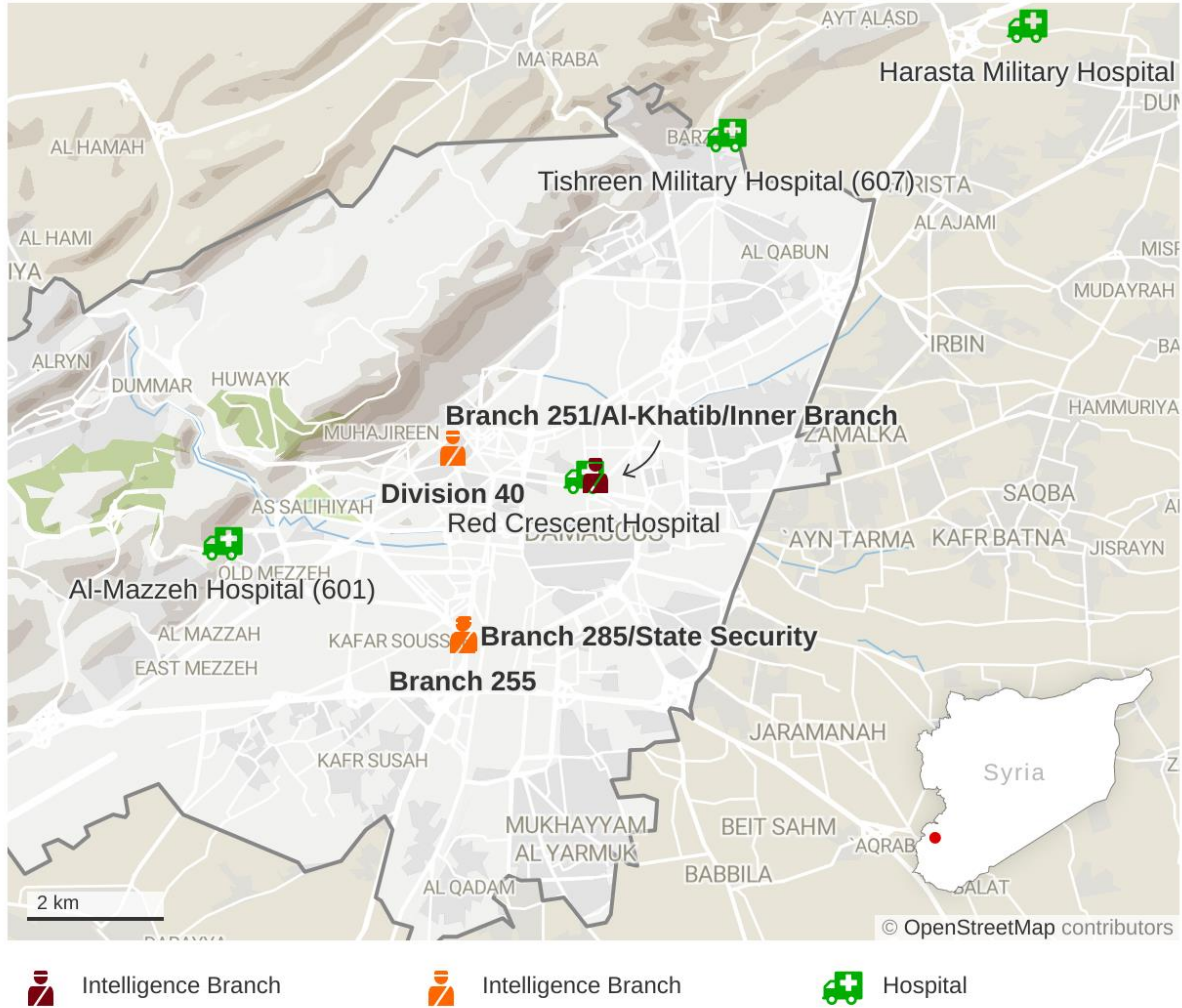 AYT ALASD
MA`RABA
Harasta Military Hospital
DUM
AL HAMAH
BARZ
Tishreen Military Hospital (607)
RISTA
AL AJAMI
AL HAMI
AL QABUN
MISR
IYA
MUDAYRAH
ALRYN
`IRBIN
BA
DUMMAR
HUWAYK
HAMMURIYA
Branch 251/Al-Khatib/Inner Branch
MUHAJIREEN
ZAMALKA
Division 40
SAQBA
AS SALIHIYAH
Red Crescent Hospital
DAMASCUS
`AYN TARMA
KAFR BATNA
JISRAYN
OLD MEZZEH
Al-Mazzeh Hospital (601)
AL MAZZAH
KAFAR SOUSS
Branch 285/State Security
EAST MEZZEH
Branch 255
JARAMANAH
KAFR SUSAH
Syria
MUKHAYYAM
AL YARMUK
BEIT SAHM
`AQRAB
BABBILA
AL QADAM
BALAT
2 km
DARAYYA
© OpenStreetMap contributors
Intelligence Branch
Intelligence Branch
Hospital